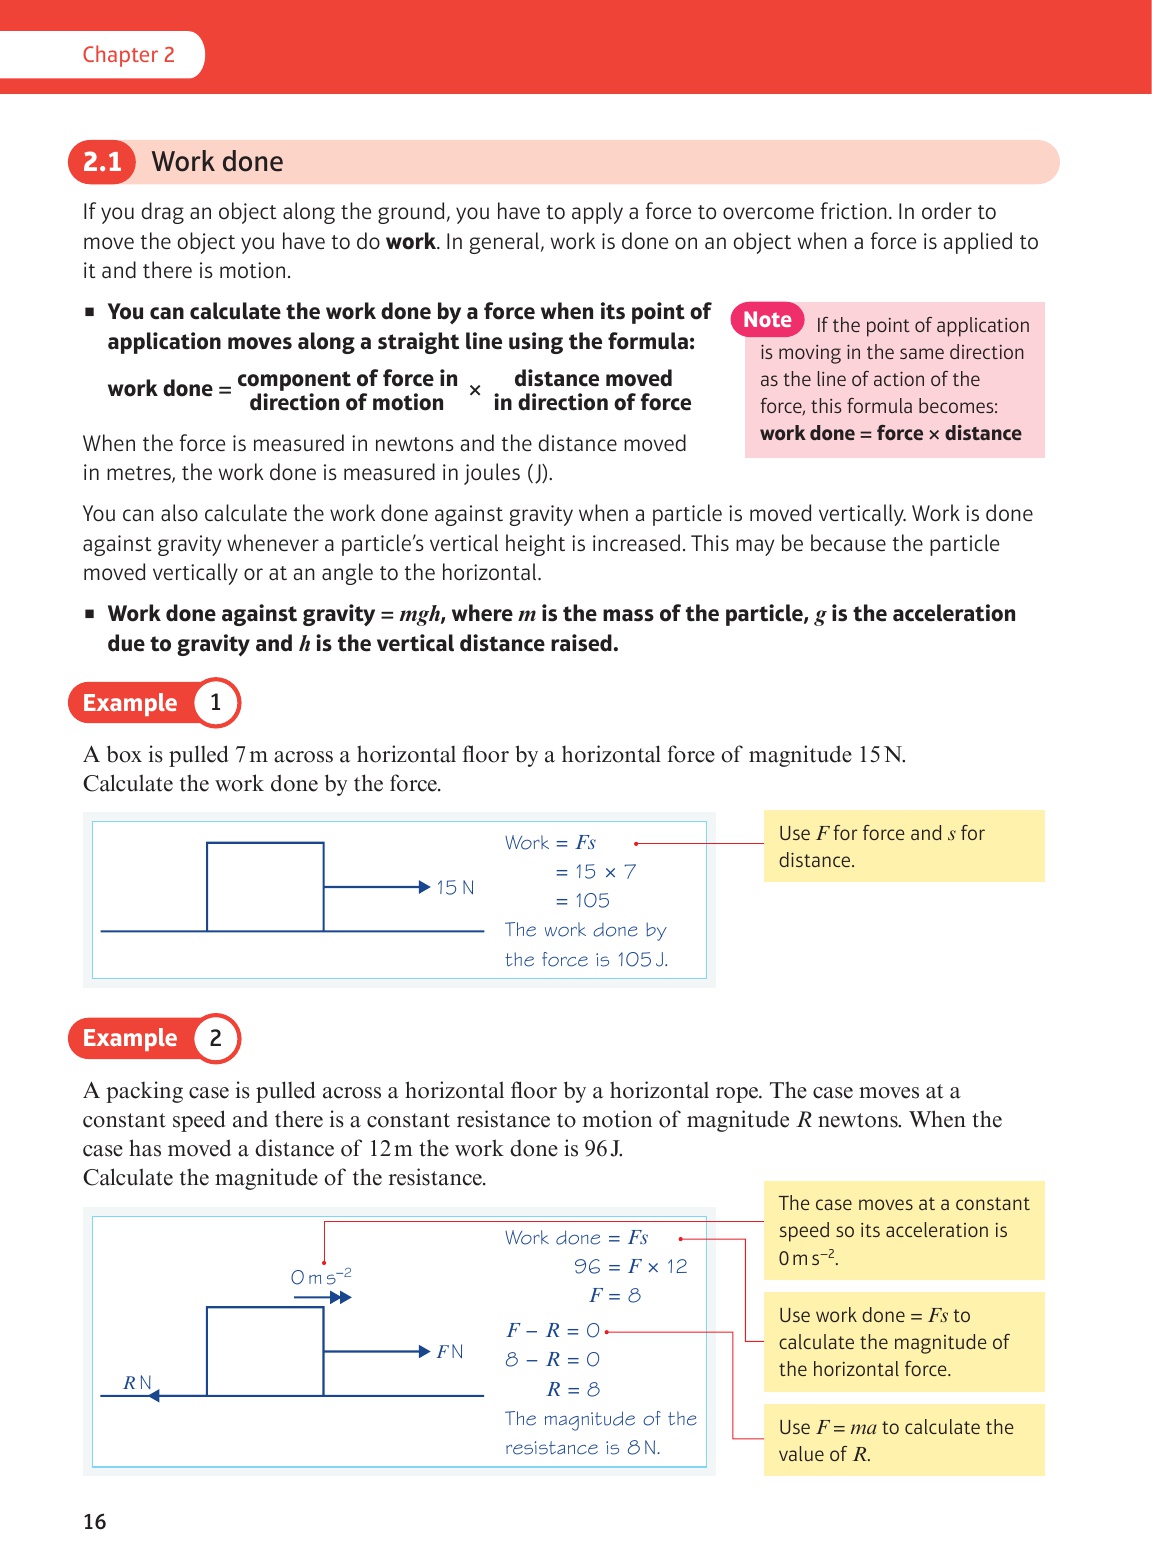 Chapter 2
2.1 Work done
If you drag an object along the ground, you have to apply a force to overcome friction. In order to
move the object you have to do work. In general, work is done on an object when a force is applied to
it and there is motion.
■ You can calculate the work done by a force when its point of
application moves along a straight line using the formula:
work done = component of force in direction of motion × distance moved in direction of force
Note If the point of application
is moving in the same direction
as the line of action of the
force, this formula becomes:
work done = force × distance
When the force is measured in newtons and the distance moved
in metres, the work done is measured in joules (J).
You can also calculate the work done against gravity when a particle is moved vertically. Work is done
against gravity whenever a particle’s vertical height is increased. This may be because the particle
moved vertically or at an angle to the horizontal.
■ Work done against gravity = mgh, where m is the mass of the particle, g is the acceleration
due to gravity and h is the vertical distance raised.
Example 1
A box is pulled 7 m across a horizontal floor by a horizontal force of magnitude 15 N.
Calculate the work done by the force.
15 N
Work = Fs
= 15 × 7
= 105
The work done by
the force is 105 J.
Use F for force and s for
distance.
Example 2
A packing case is pulled across a horizontal floor by a horizontal rope. The case moves at a
constant speed and there is a constant resistance to motion of magnitude R newtons. When the
case has moved a distance of 12 m the work done is 96 J.
Calculate the magnitude of the resistance.
0 m s⁻²
F N
R N
Work done = Fs
96 = F × 12
F = 8
F − R = 0
8 − R = 0
R = 8
The magnitude of the
resistance is 8 N.
The case moves at a constant
speed so its acceleration is
0 m s⁻².
Use work done = Fs to
calculate the magnitude of
the horizontal force.
Use F = ma to calculate the
value of R.
16